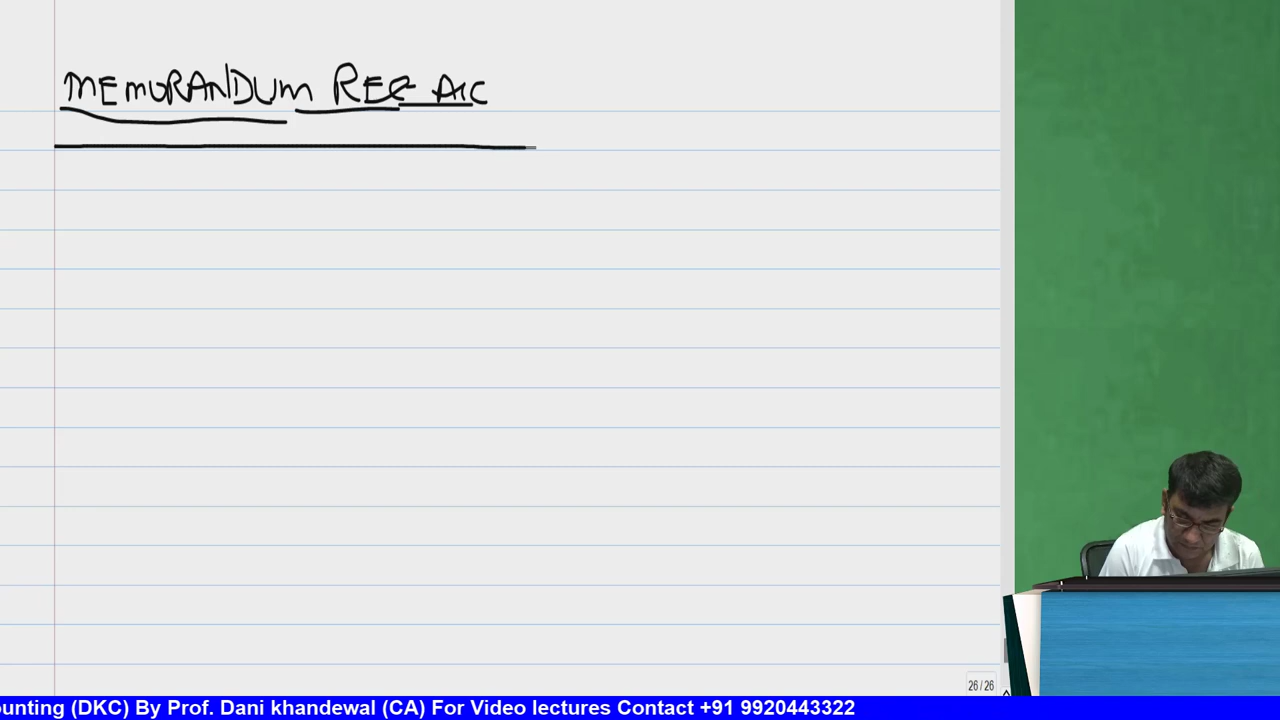 MEMORANDUM REC A/C
26/26
ounting (DKC) By Prof. Dani khandewal (CA) For Video lectures Contact +91 9920443322